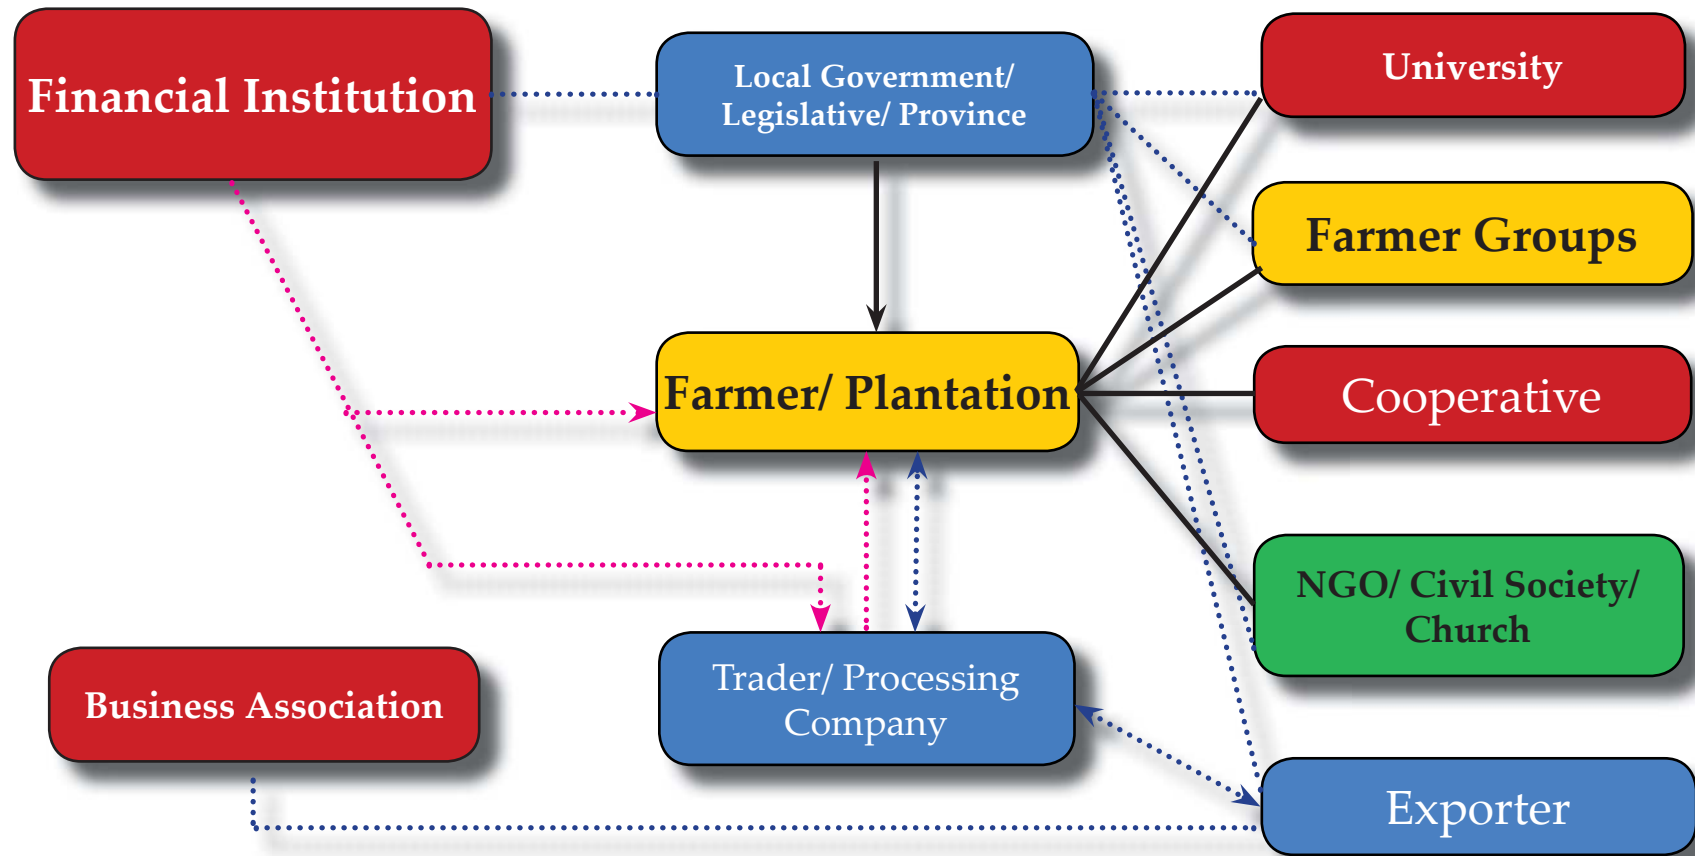 Financial Institution
Local Government/
Legislative/ Province
University
Farmer Groups
Farmer/ Plantation
Cooperative
NGO/ Civil Society/
Church
Business Association
Trader/ Processing
Company
Exporter